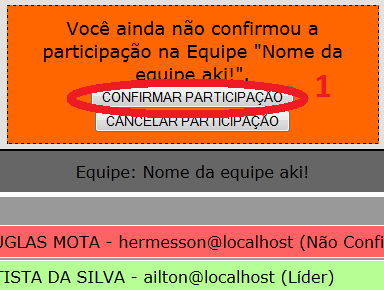 Você ainda não confirmou a
participação na Equipe "Nome da
equipe aki!".
CONFIRMAR PARTICIPAÇÃO 1
CANCELAR PARTICIPAÇÃO
Equipe: Nome da equipe aki!
UGLAS MOTA - hermesson@localhost (Não Confi
TISTA DA SILVA - ailton@localhost (Líder)